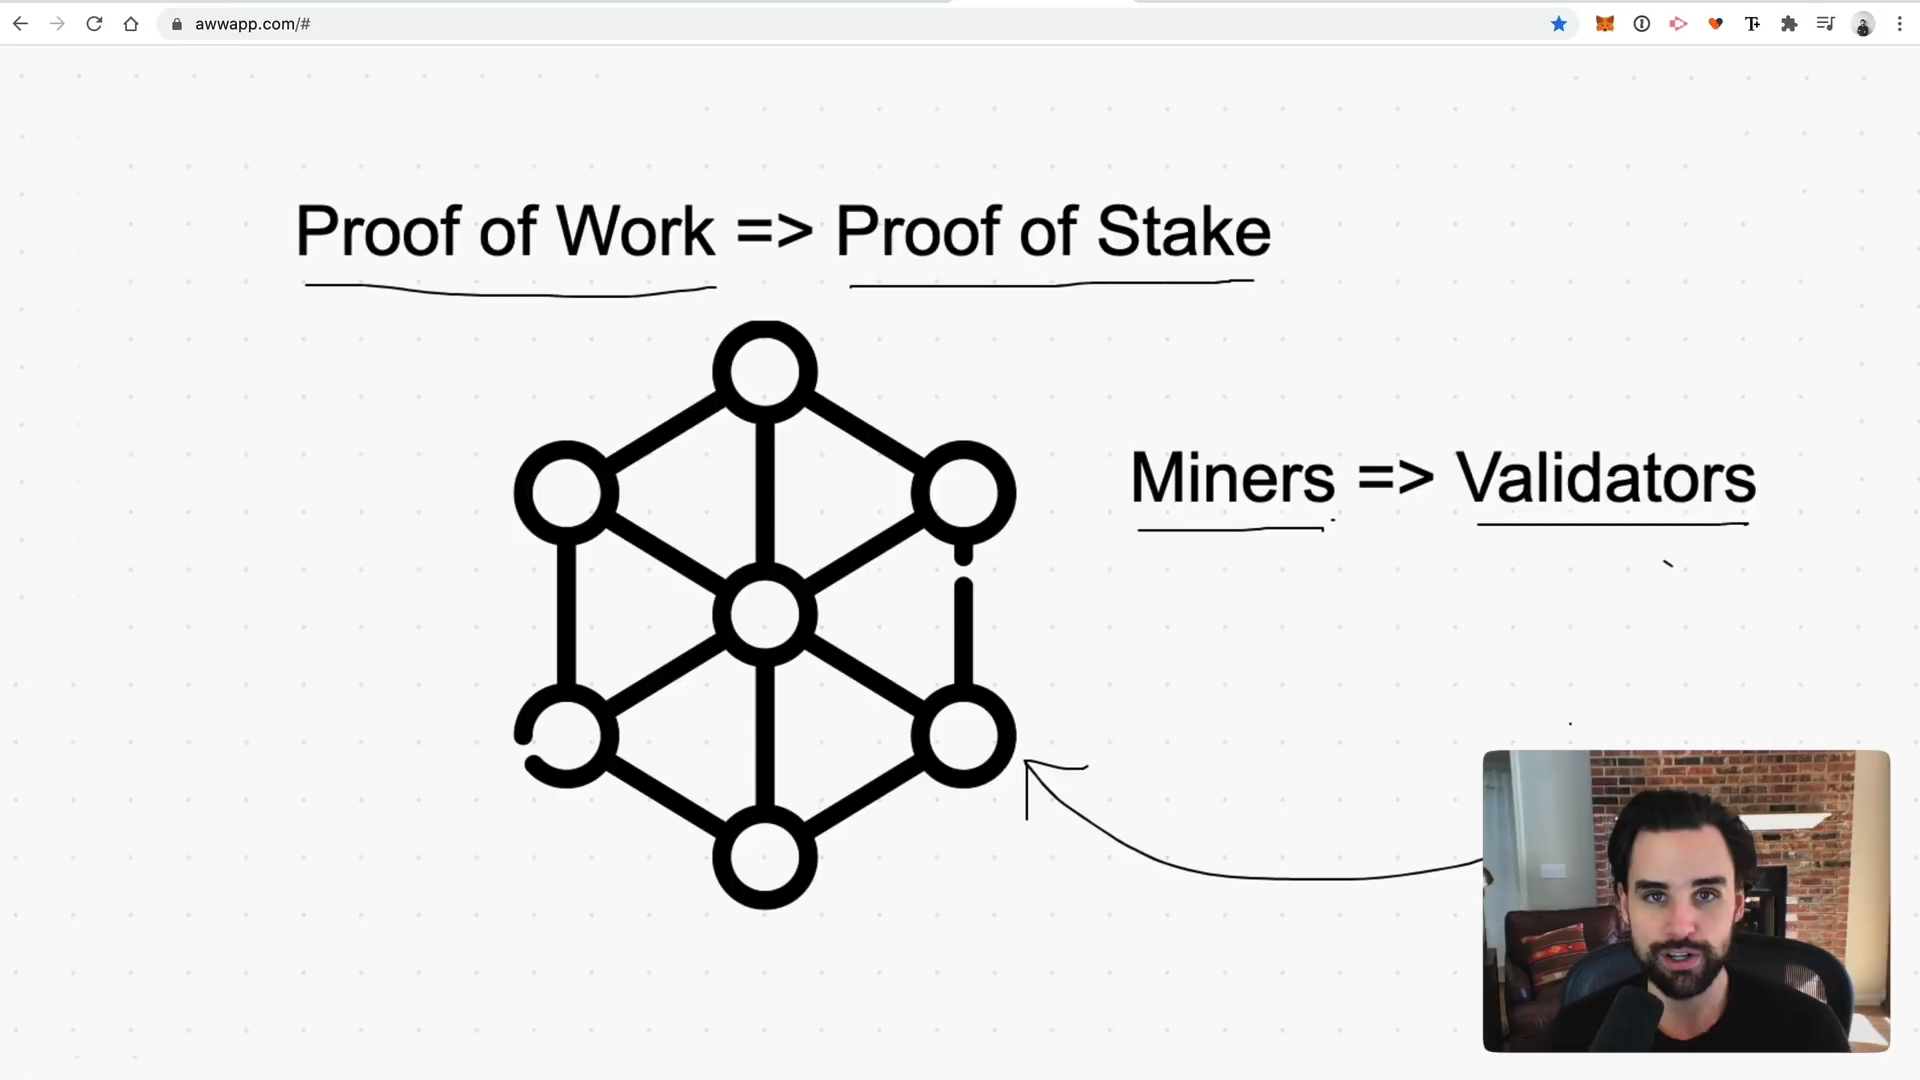 awwapp.com/#
Proof of Work => Proof of Stake
Miners => Validators